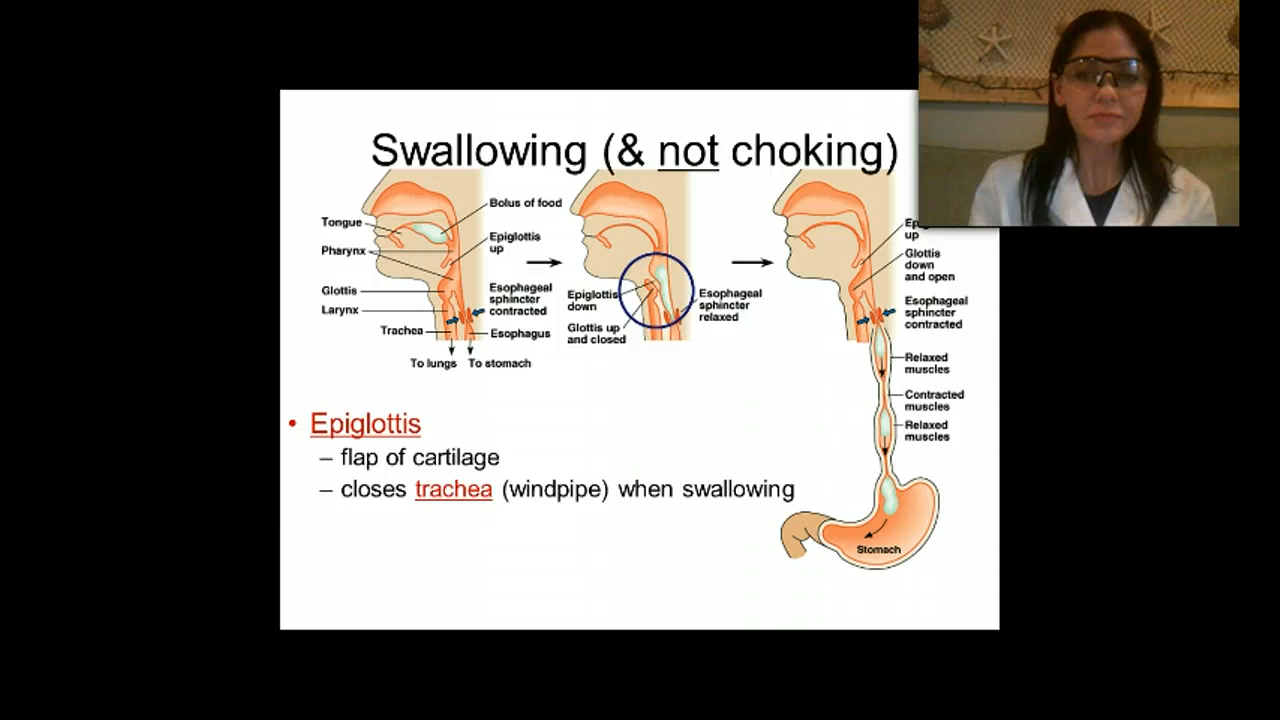 Swallowing (& not choking)
Bolus of food
Tongue
Epiglottis
up
Pharynx
Glottis
Larynx
Esophageal
sphincter
contracted
Trachea
Esophagus
To lungs
To stomach
Epiglottis
down
Glottis up
and closed
Esophageal
sphincter
relaxed
up
Glottis
down
and open
Esophageal
sphincter
contracted
Relaxed
muscles
Contracted
muscles
Relaxed
muscles
Stomach
• Epiglottis
– flap of cartilage
– closes trachea (windpipe) when swallowing